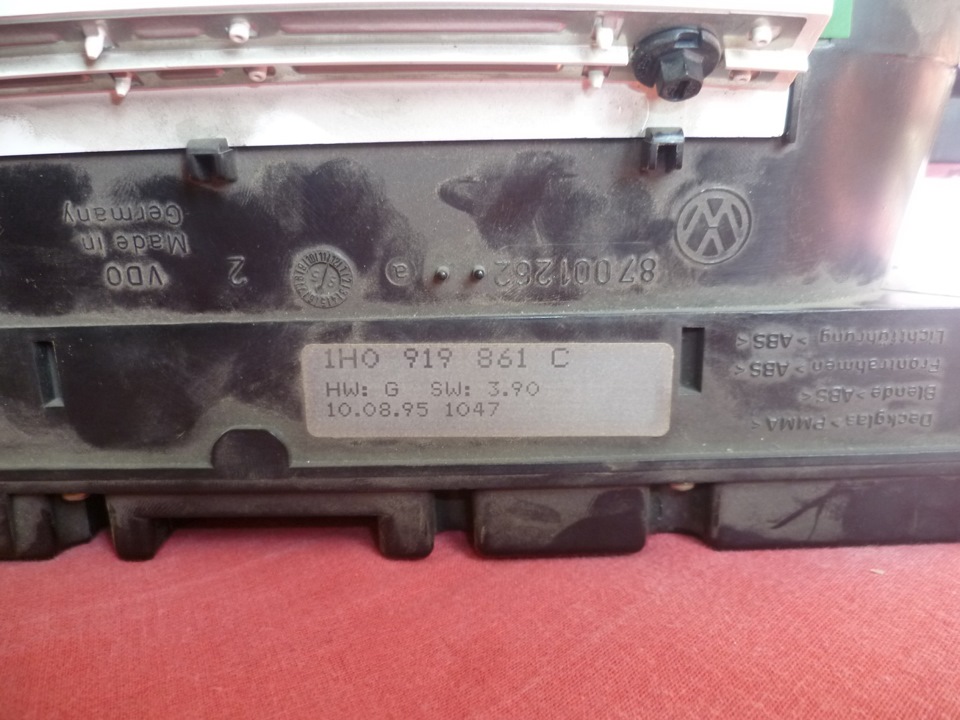 1H0 919 861 C
HW: G SW: 3.90
10.08.95 1047
VDO
Made in
Germany
2
a
87001262
Deckglas >PMMA<
Blende >ABS<
Frontrahmen >ABS<
Lichtführung >ABS<